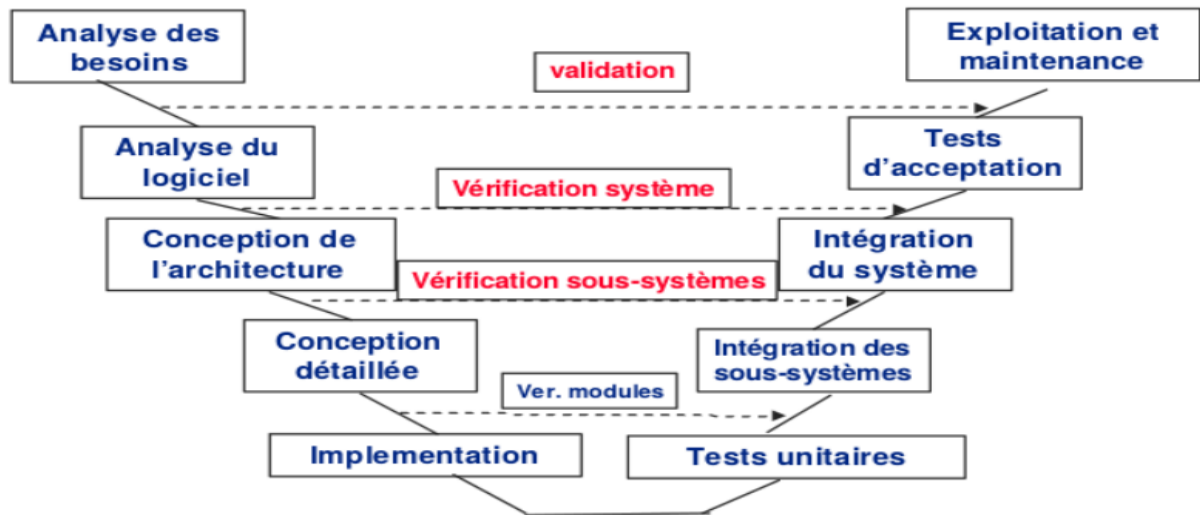 Analyse des
besoins
Exploitation et
maintenance
validation
Analyse du
logiciel
Tests
d'acceptation
Vérification système
Conception de
l'architecture
Intégration
du système
Vérification sous-systèmes
Conception
détaillée
Intégration des
sous-systèmes
Ver. modules
Implementation
Tests unitaires